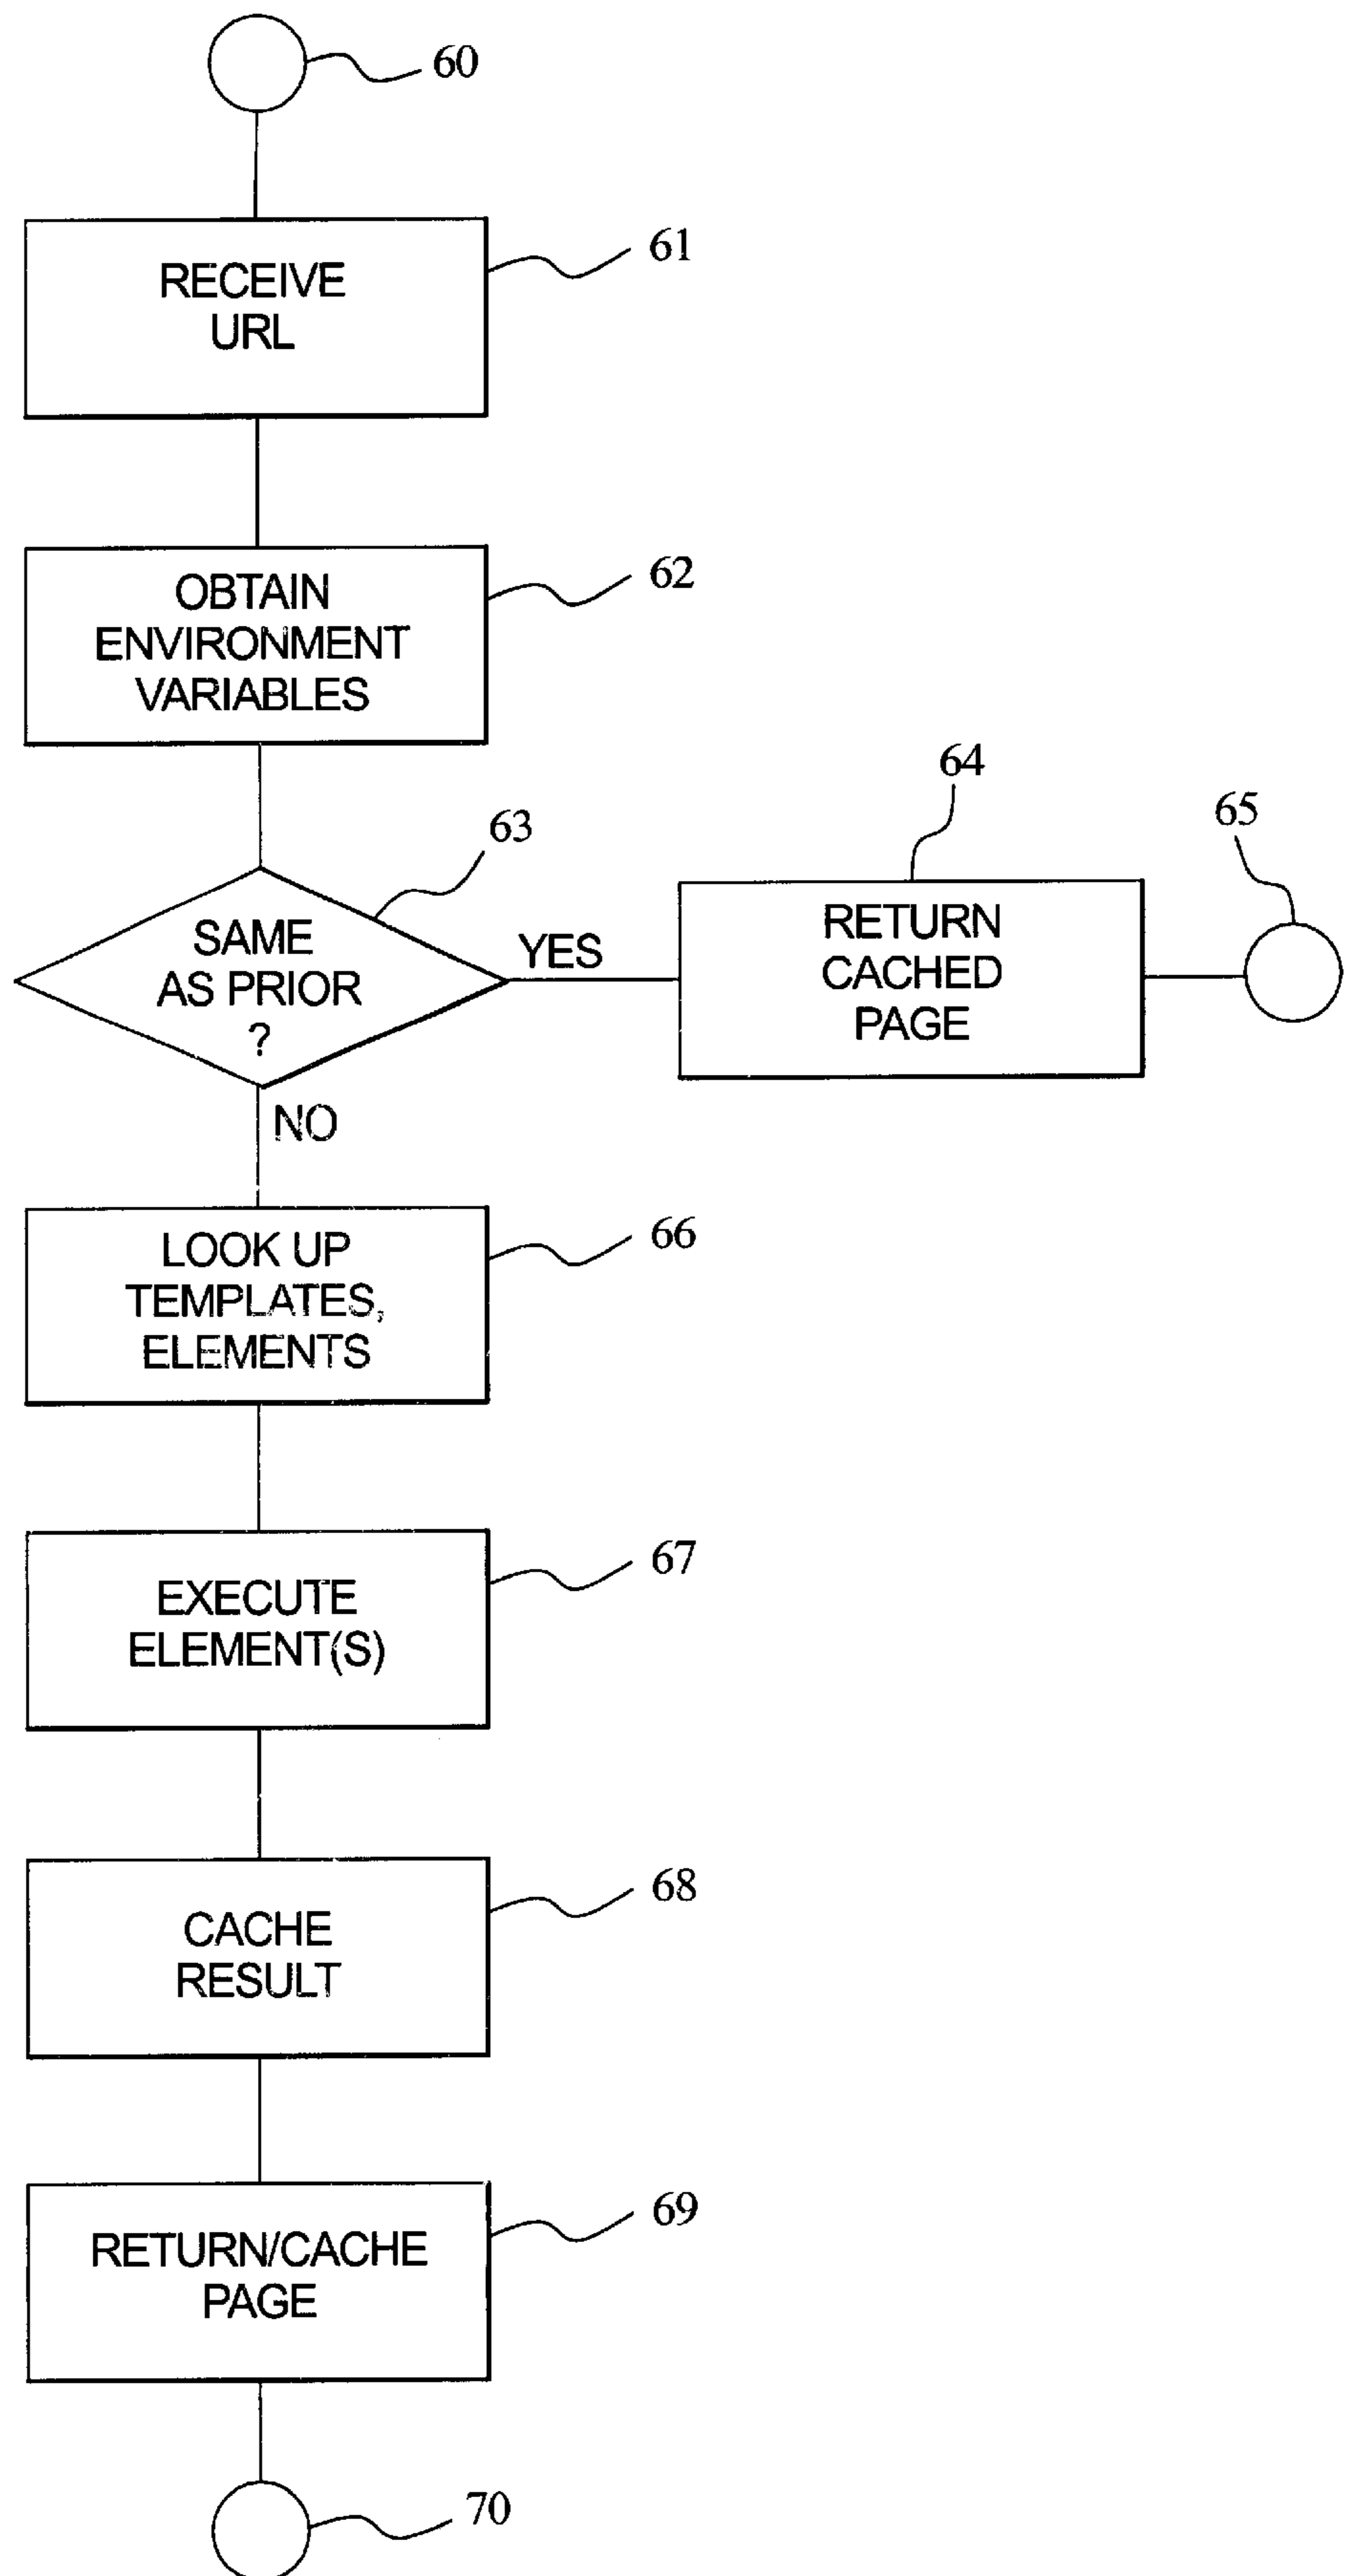 60
RECEIVE
URL
61
OBTAIN
ENVIRONMENT
VARIABLES
62
SAME
AS PRIOR
?
63
YES
RETURN
CACHED
PAGE
64
65
NO
LOOK UP
TEMPLATES,
ELEMENTS
66
EXECUTE
ELEMENT(S)
67
CACHE
RESULT
68
RETURN/CACHE
PAGE
69
70